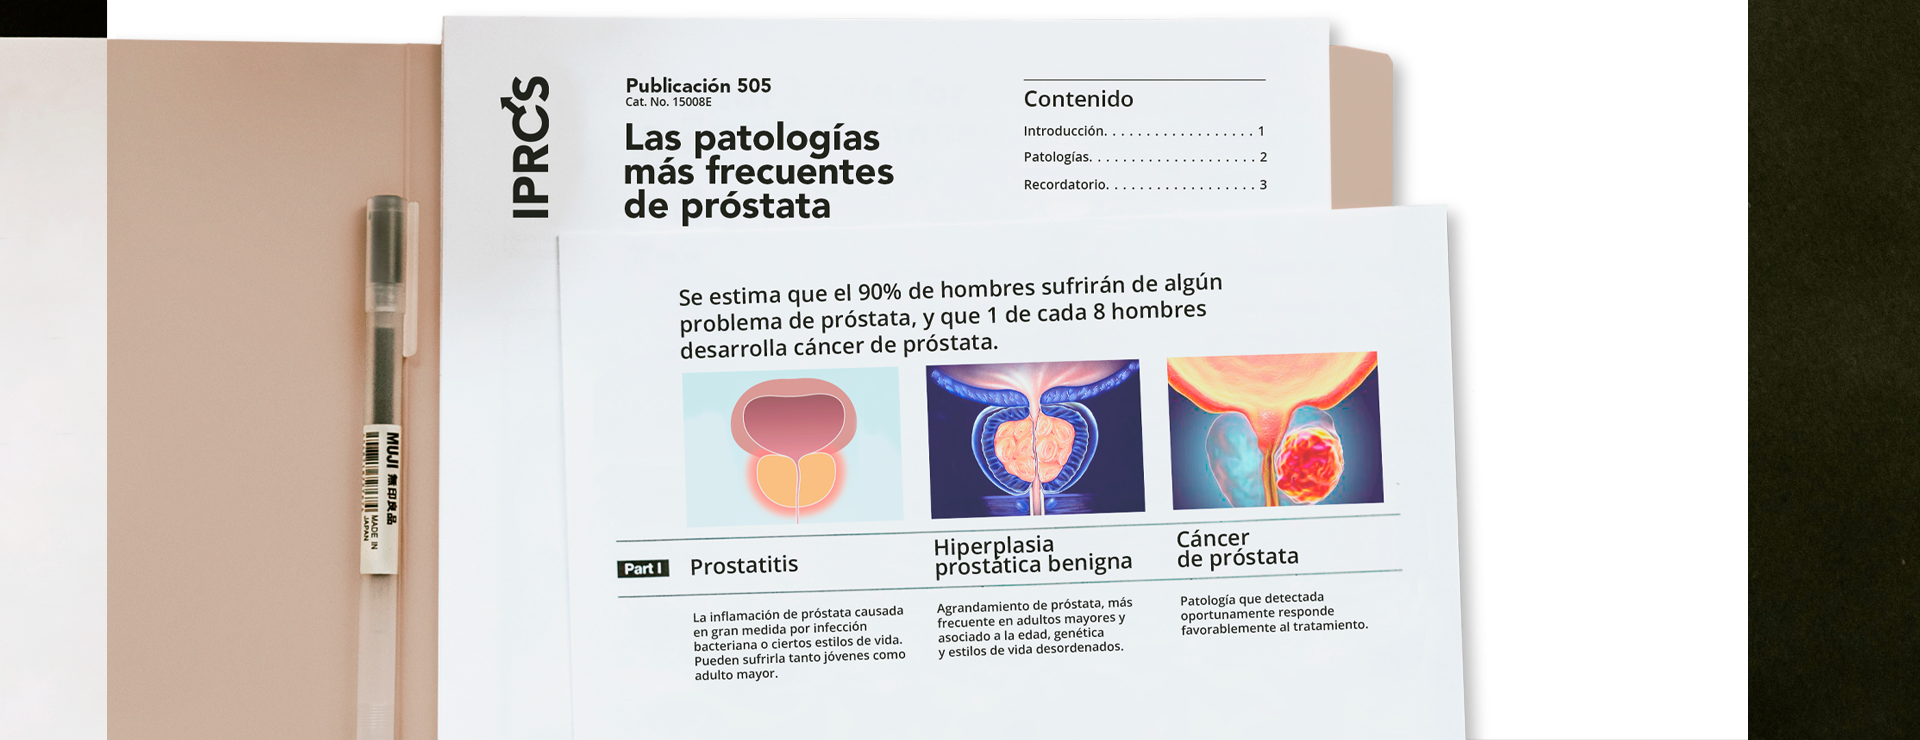 IPRCS
Publicación 505
Cat. No. 15008E
Las patologías
más frecuentes
de próstata
Contenido
Introducción. . . . . . . . . . . . . . . . . . 1
Patologías. . . . . . . . . . . . . . . . . . . . 2
Recordatorio. . . . . . . . . . . . . . . . . . 3
Se estima que el 90% de hombres sufrirán de algún
problema de próstata, y que 1 de cada 8 hombres
desarrolla cáncer de próstata.
Part I
Prostatitis
Hiperplasia
prostática benigna
Cáncer
de próstata
La inflamación de próstata causada
en gran medida por infección
bacteriana o ciertos estilos de vida.
Pueden sufrirla tanto jóvenes como
adulto mayor.
Agrandamiento de próstata, más
frecuente en adultos mayores y
asociado a la edad, genética
y estilos de vida desordenados.
Patología que detectada
oportunamente responde
favorablemente al tratamiento.
MUJI 無印良品
MADE IN
JAPAN